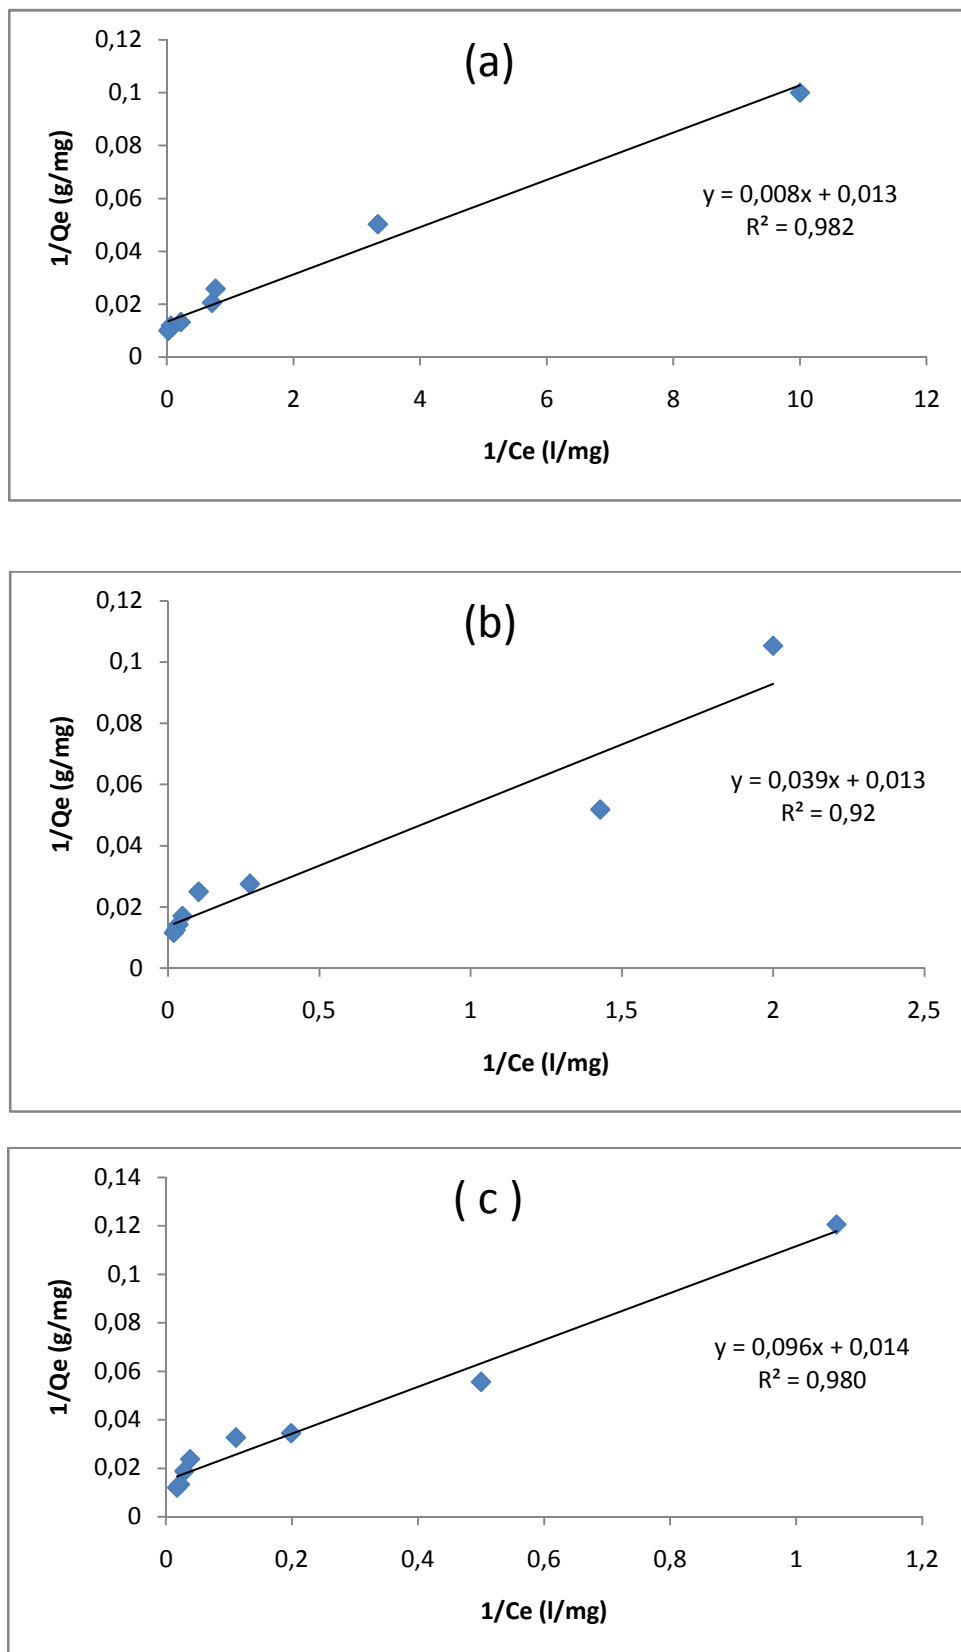 (a)
0,12
0,1
0,08
0,06
0,04
0,02
0
1/Qe (g/mg)
y = 0,008x + 0,013
R² = 0,982
0 2 4 6 8 10 12
1/Ce (l/mg)
(b)
0,12
0,1
0,08
0,06
0,04
0,02
0
1/Qe (g/mg)
y = 0,039x + 0,013
R² = 0,92
0 0,5 1 1,5 2 2,5
1/Ce (l/mg)
( c )
0,14
0,12
0,1
0,08
0,06
0,04
0,02
0
1/Qe (g/mg)
y = 0,096x + 0,014
R² = 0,980
0 0,2 0,4 0,6 0,8 1 1,2
1/Ce (l/mg)